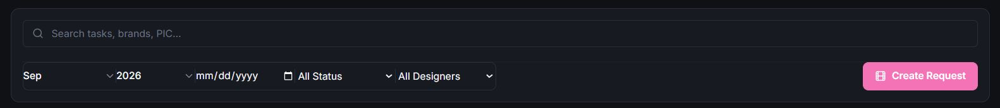 Search tasks, brands, PIC...
Sep 2026 mm/dd/yyyy All Status All Designers Create Request